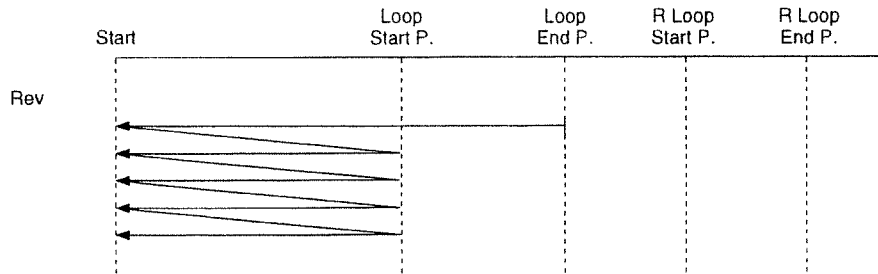 Start
Loop
Start P.
Loop
End P.
R Loop
Start P.
R Loop
End P.
Rev